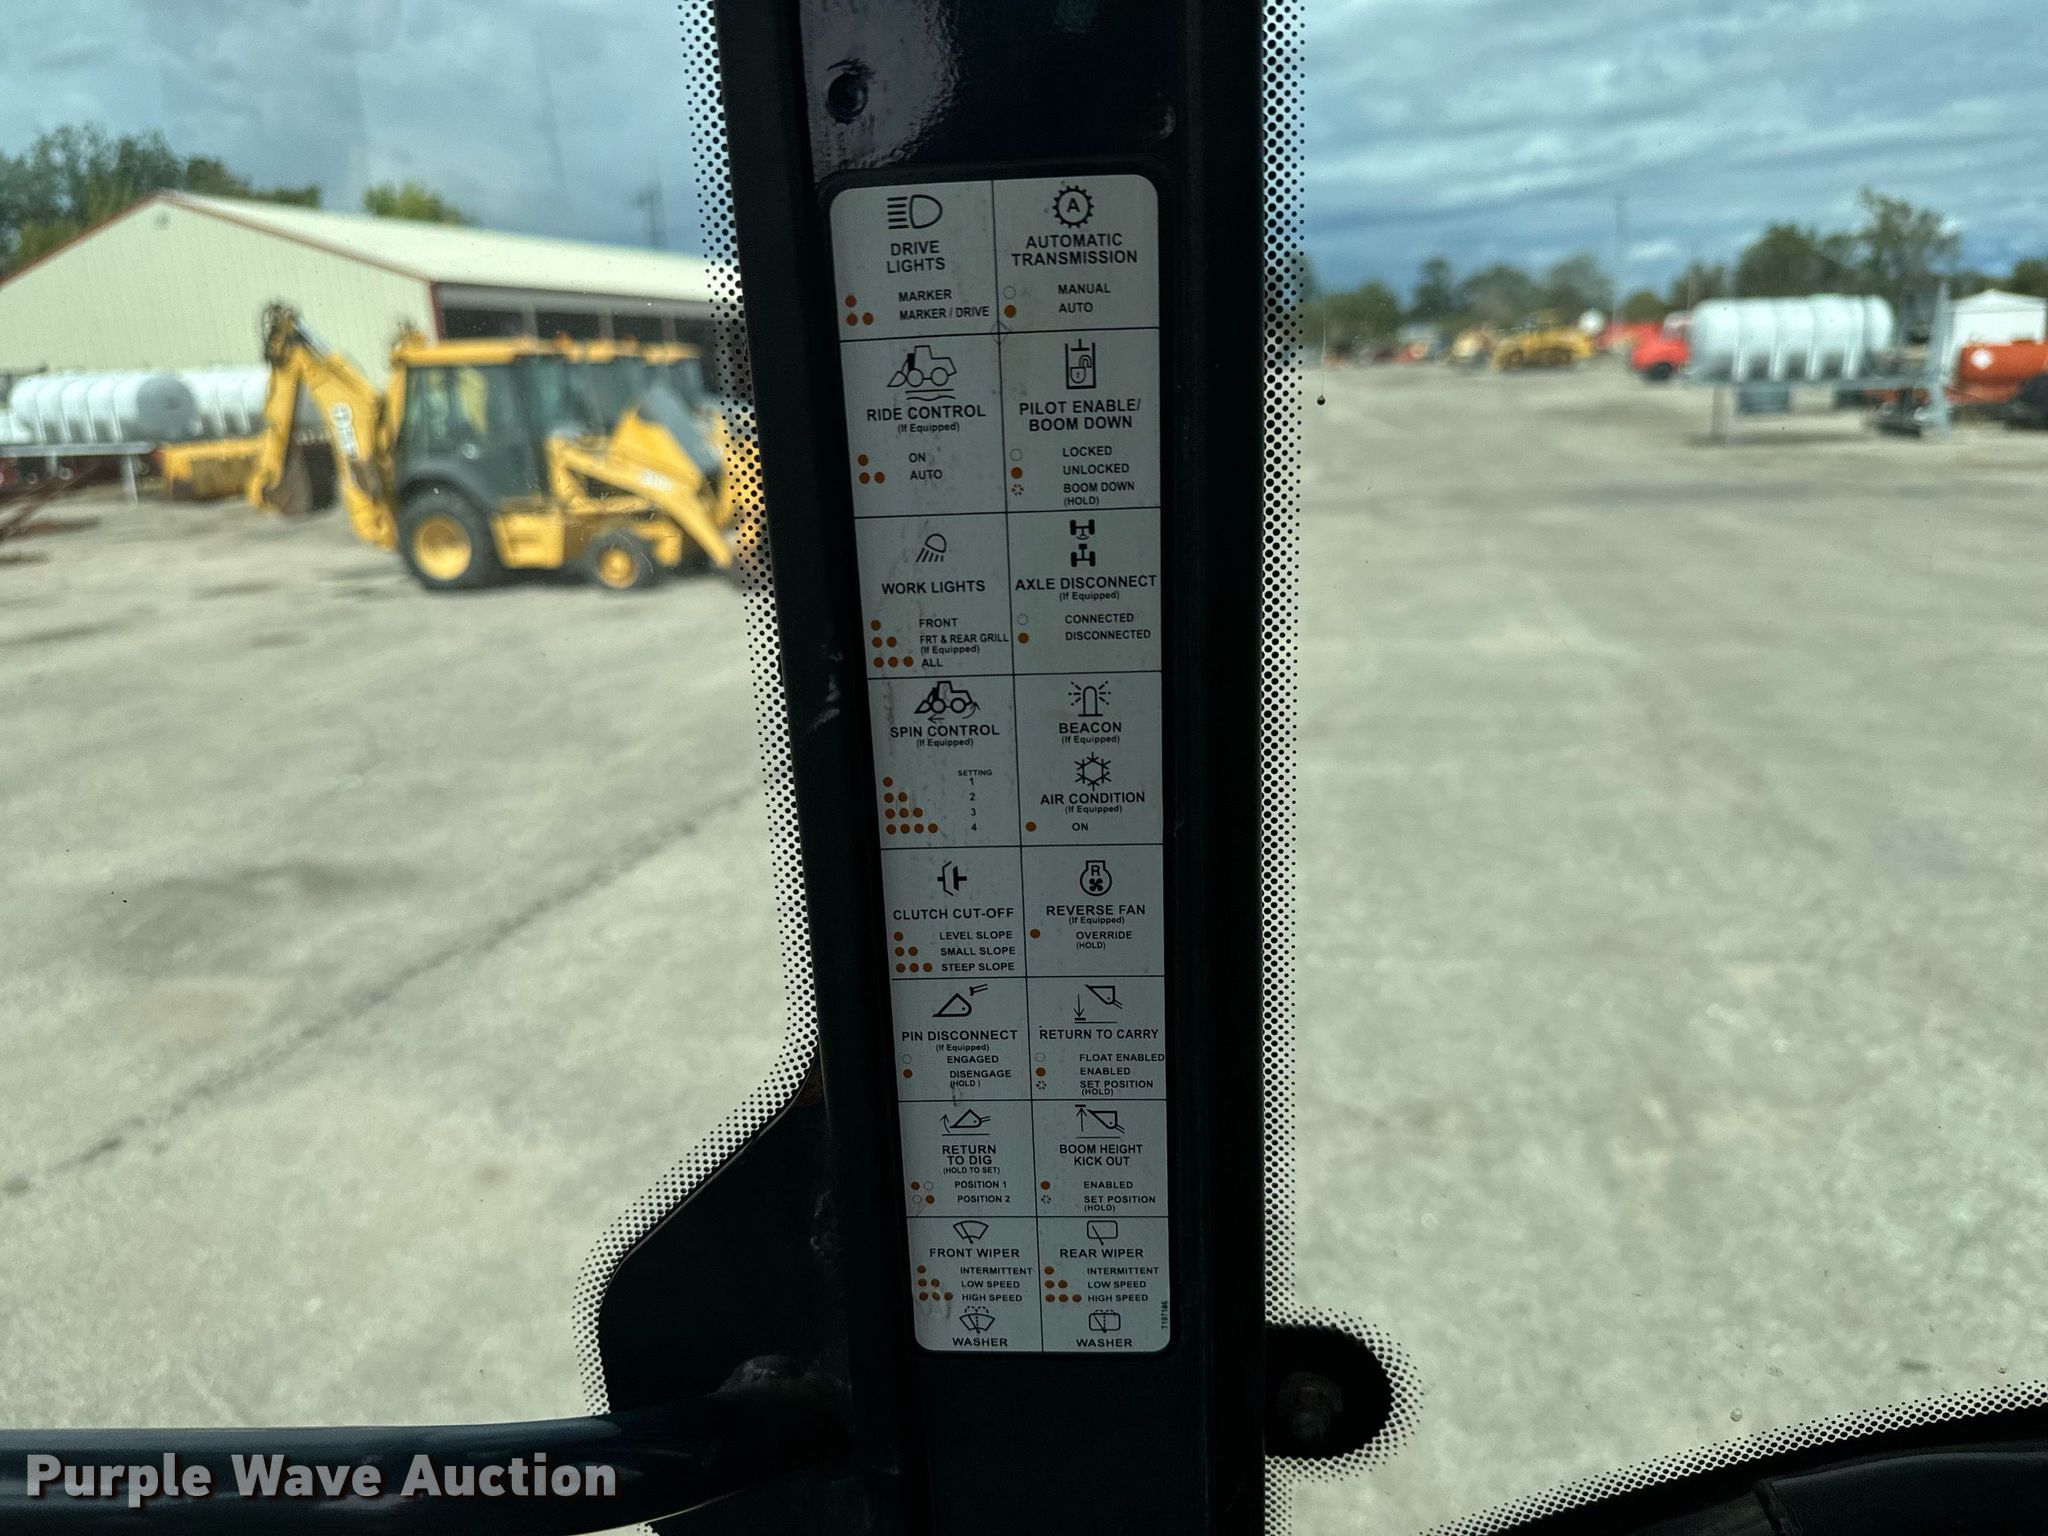 DRIVE
LIGHTS
MARKER
MARKER / DRIVE
A
AUTOMATIC
TRANSMISSION
MANUAL
AUTO
RIDE CONTROL
(If Equipped)
ON
AUTO
PILOT ENABLE/
BOOM DOWN
LOCKED
UNLOCKED
BOOM DOWN
(HOLD)
WORK LIGHTS
FRONT
FRT & REAR GRILL
(If Equipped)
ALL
AXLE DISCONNECT
(If Equipped)
CONNECTED
DISCONNECTED
SPIN CONTROL
(If Equipped)
SETTING
1
2
3
4
BEACON
(If Equipped)
AIR CONDITION
(If Equipped)
ON
CLUTCH CUT-OFF
LEVEL SLOPE
SMALL SLOPE
STEEP SLOPE
R
REVERSE FAN
(If Equipped)
OVERRIDE
(HOLD)
PIN DISCONNECT
(If Equipped)
ENGAGED
DISENGAGE
(HOLD )
RETURN TO CARRY
FLOAT ENABLED
ENABLED
SET POSITION
(HOLD)
RETURN
TO DIG
(HOLD TO SET)
POSITION 1
POSITION 2
BOOM HEIGHT
KICK OUT
ENABLED
SET POSITION
(HOLD)
FRONT WIPER
INTERMITTENT
LOW SPEED
HIGH SPEED
WASHER
REAR WIPER
INTERMITTENT
LOW SPEED
HIGH SPEED
WASHER
T197186
Purple Wave Auction